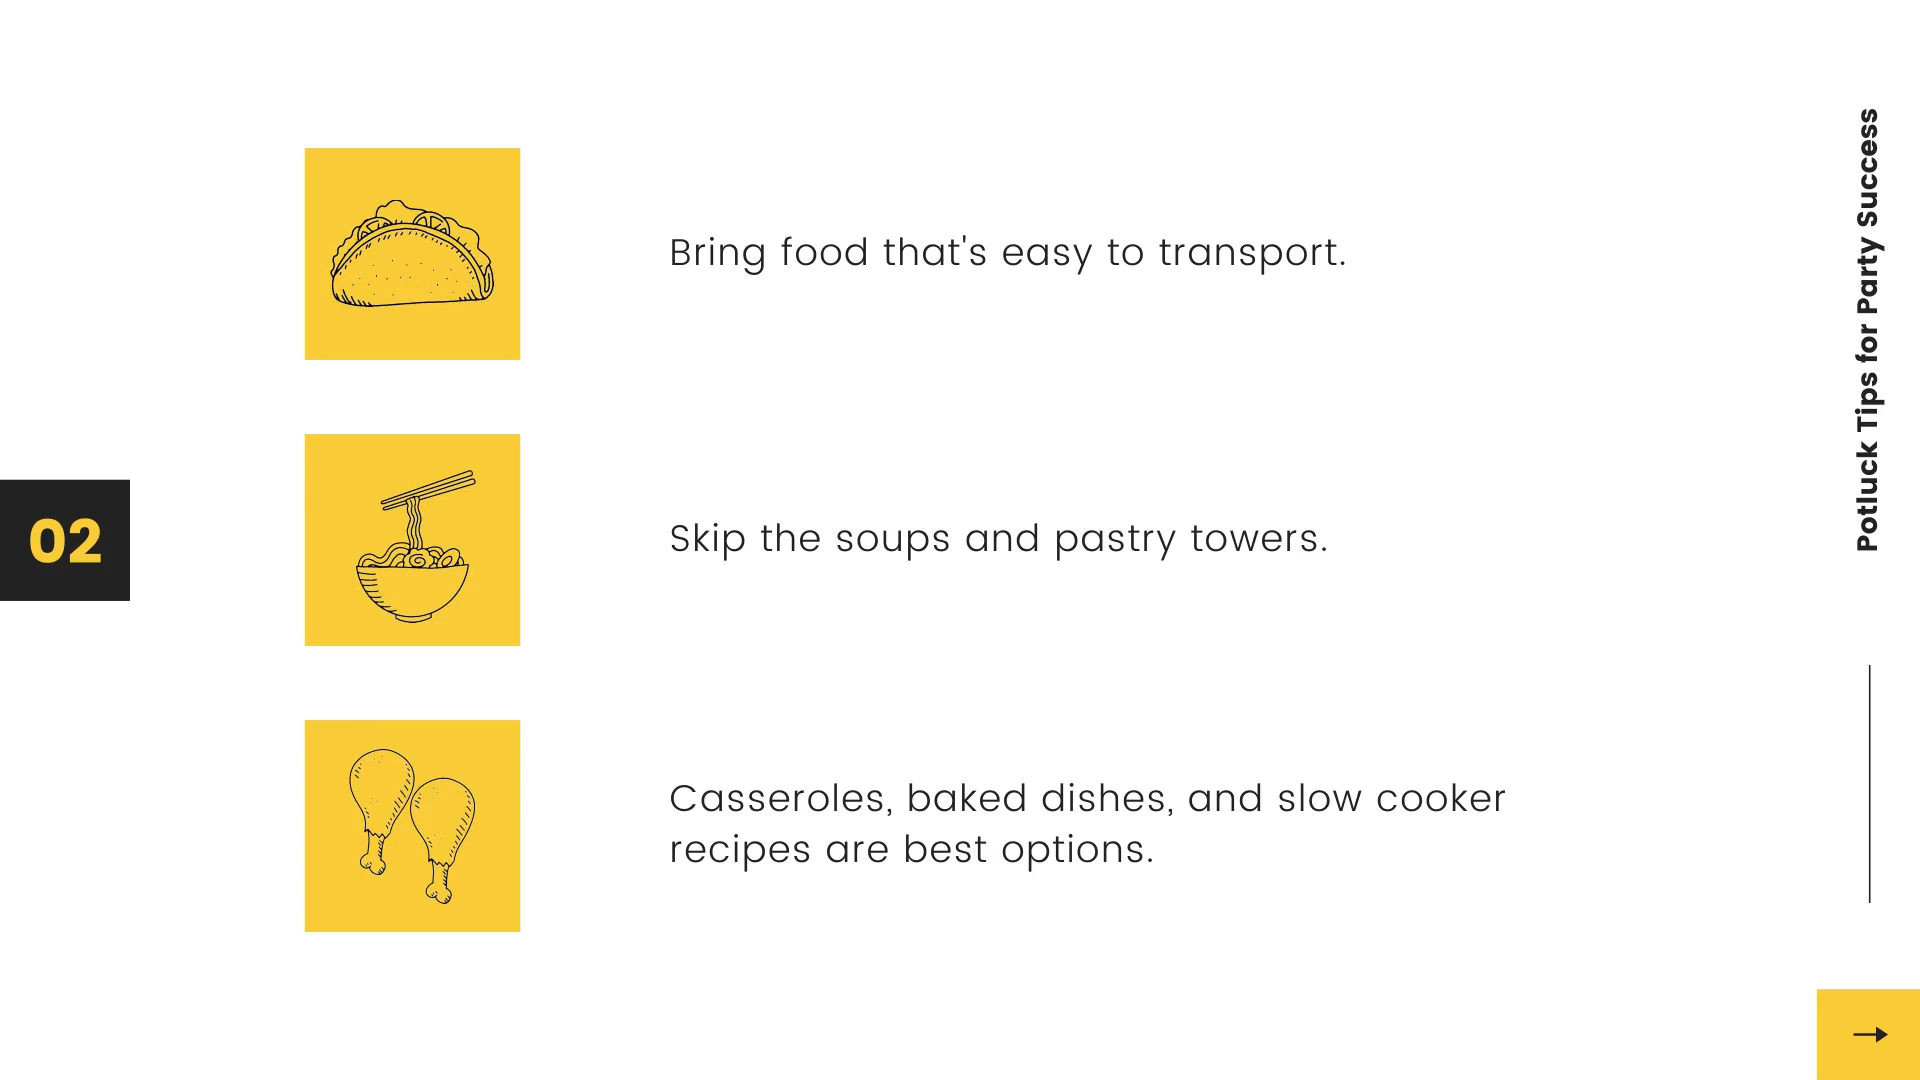 02
Bring food that's easy to transport.
Skip the soups and pastry towers.
Casseroles, baked dishes, and slow cooker
recipes are best options.
Potluck Tips for Party Success